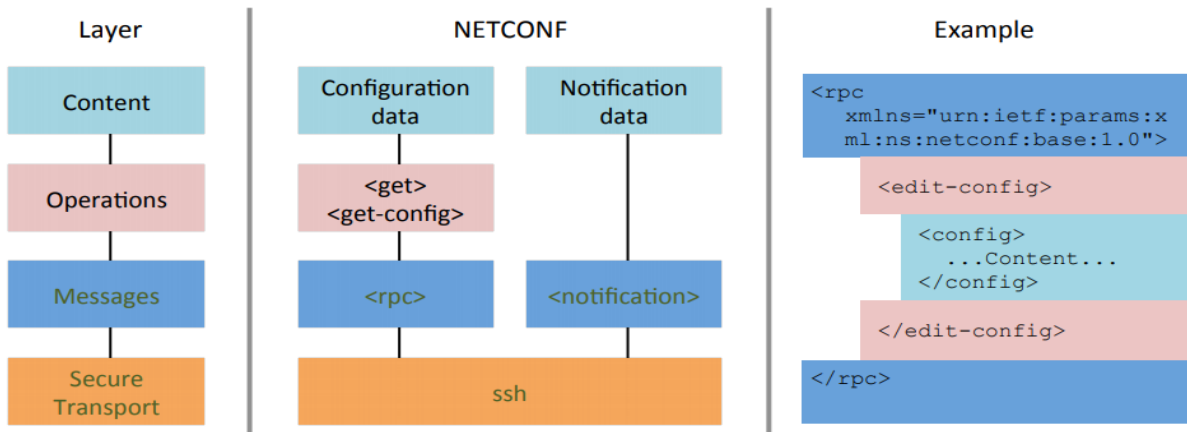 Layer
Content
Operations
Messages
Secure
Transport
NETCONF
Configuration
data
Notification
data
<get>
<get-config>
<rpc>
<notification>
ssh
Example
<rpc
xmlns="urn:ietf:params:x
ml:ns:netconf:base:1.0">
<edit-config>
<config>
...Content...
</config>
</edit-config>
</rpc>